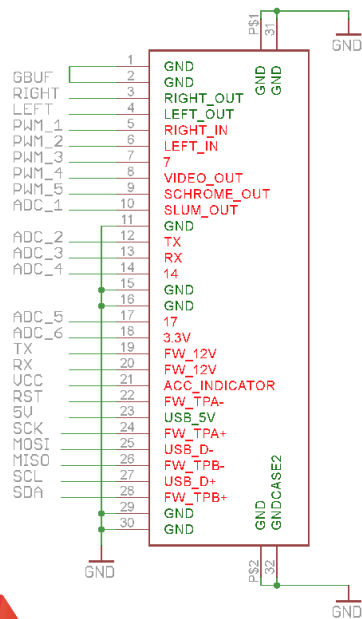 P$1
31
GND
GND
GND
1 GND
GBUF 2 GND
RIGHT 3 RIGHT_OUT
LEFT 4 LEFT_OUT
PWM_1 5 RIGHT_IN
PWM_2 6 LEFT_IN
PWM_3 7 7
PWM_4 8 VIDEO_OUT
PWM_5 9 SCHROME_OUT
ADC_1 10 SLUM_OUT
11 GND
ADC_2 12 TX
ADC_3 13 RX
ADC_4 14 14
15 GND
16 GND
ADC_5 17 17
ADC_6 18 3.3V
TX 19 FW_12V
RX 20 FW_12V
VCC 21 ACC_INDICATOR
RST 22 FW_TPA-
5V 23 USB_5V
SCK 24 FW_TPA+
MOSI 25 USB_D-
MISO 26 FW_TPB-
SCL 27 USB_D+
SDA 28 FW_TPB+
29 GND
30 GND
GND
GNDCASE2
GND
P$2
32
GND